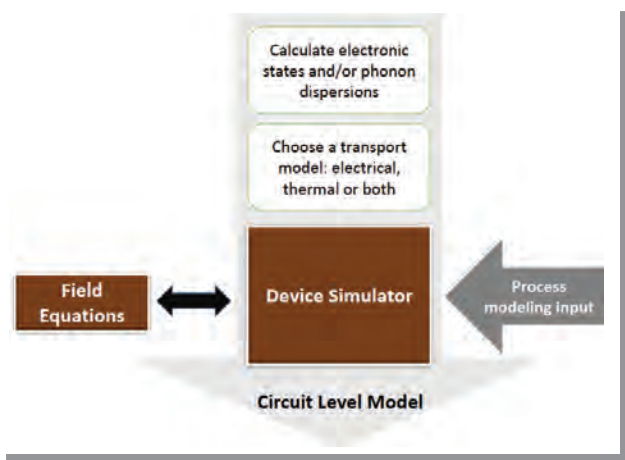 Calculate electronic
states and/or phonon
dispersions
Choose a transport
model: electrical,
thermal or both
Field
Equations
Device Simulator
Process
modeling input
Circuit Level Model